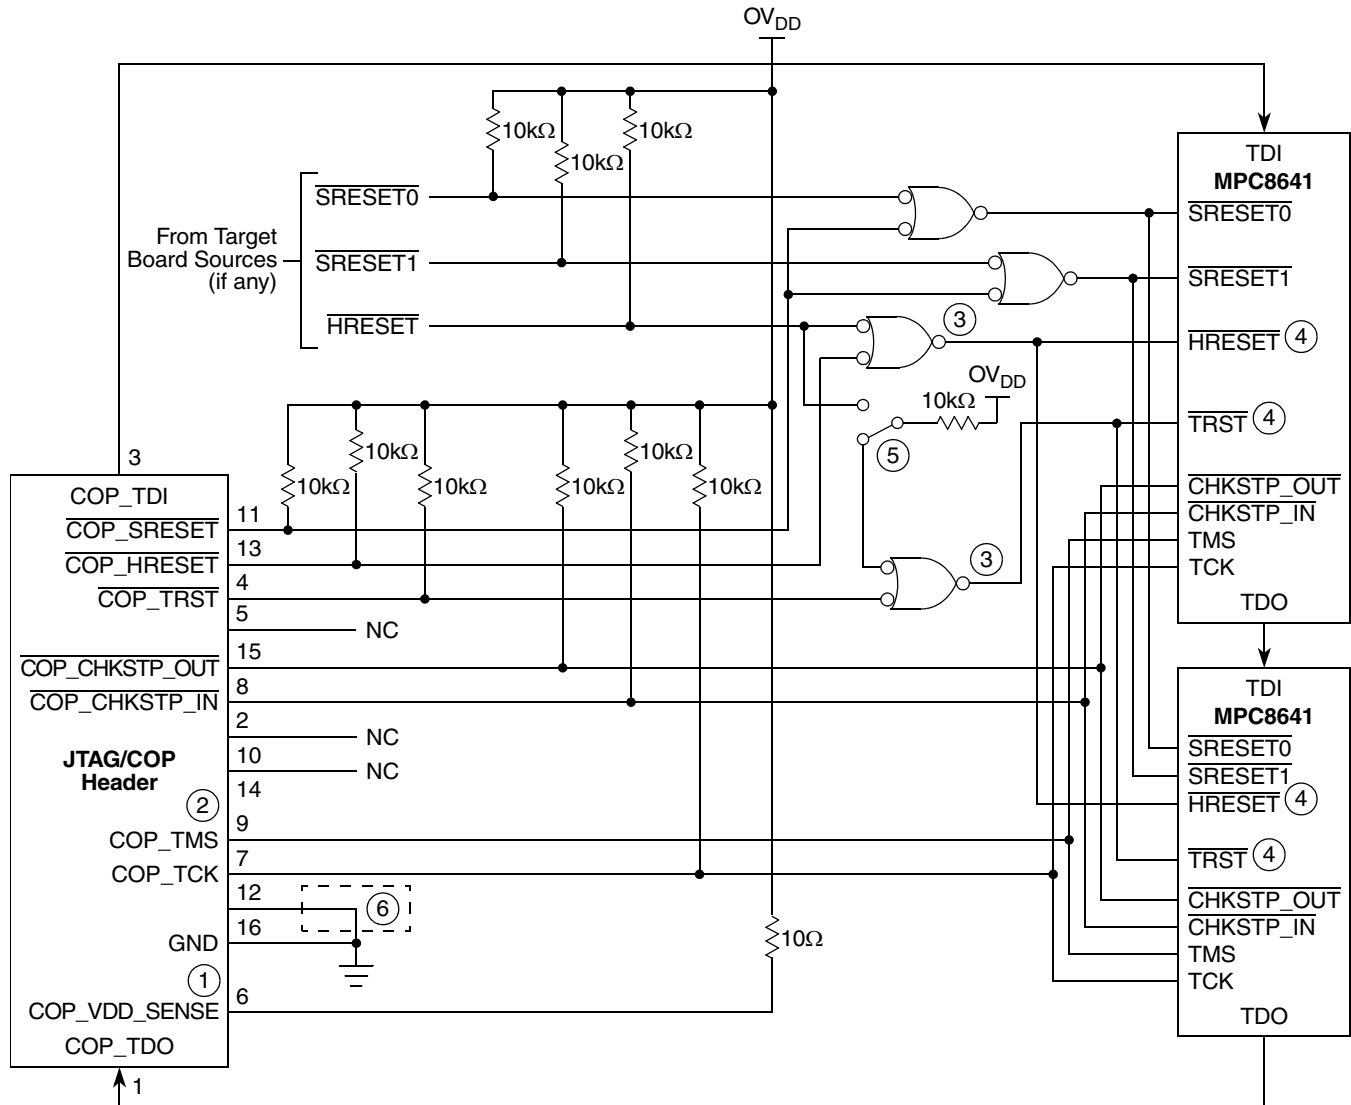 OVDD
10kΩ
10kΩ
10kΩ
TDI
MPC8641
SRESET0
SRESET0
From Target
Board Sources
(if any)
SRESET1
SRESET1
HRESET
3
HRESET 4
OVDD
10kΩ
TRST 4
5
3
10kΩ
10kΩ
10kΩ
10kΩ
10kΩ
10kΩ
CHKSTP_OUT
CHKSTP_IN
TMS
TCK
TDO
3
COP_TDI
COP_SRESET
11
COP_HRESET
13
COP_TRST
4
5
NC
COP_CHKSTP_OUT
15
COP_CHKSTP_IN
8
2
NC
JTAG/COP
Header
10
NC
14
2
COP_TMS
9
COP_TCK
7
12
6
GND
16
1
COP_VDD_SENSE
6
10Ω
COP_TDO
1
TDI
MPC8641
SRESET0
SRESET1
HRESET 4
TRST 4
CHKSTP_OUT
CHKSTP_IN
TMS
TCK
TDO